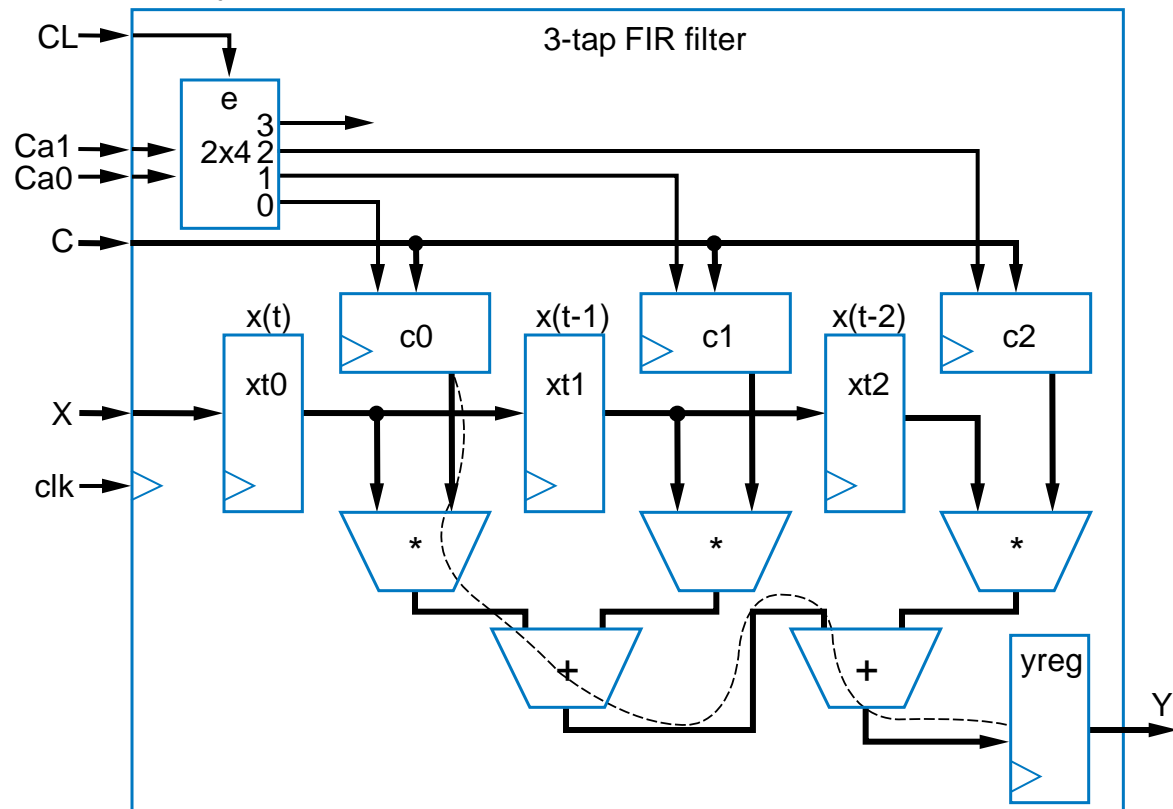 CL
3-tap FIR filter
e
3
Ca1
2x4
2
Ca0
1
0
C
x(t)
c0
x(t-1)
c1
x(t-2)
c2
xt0
xt1
xt2
X
clk
*
*
*
+
+
yreg
Y